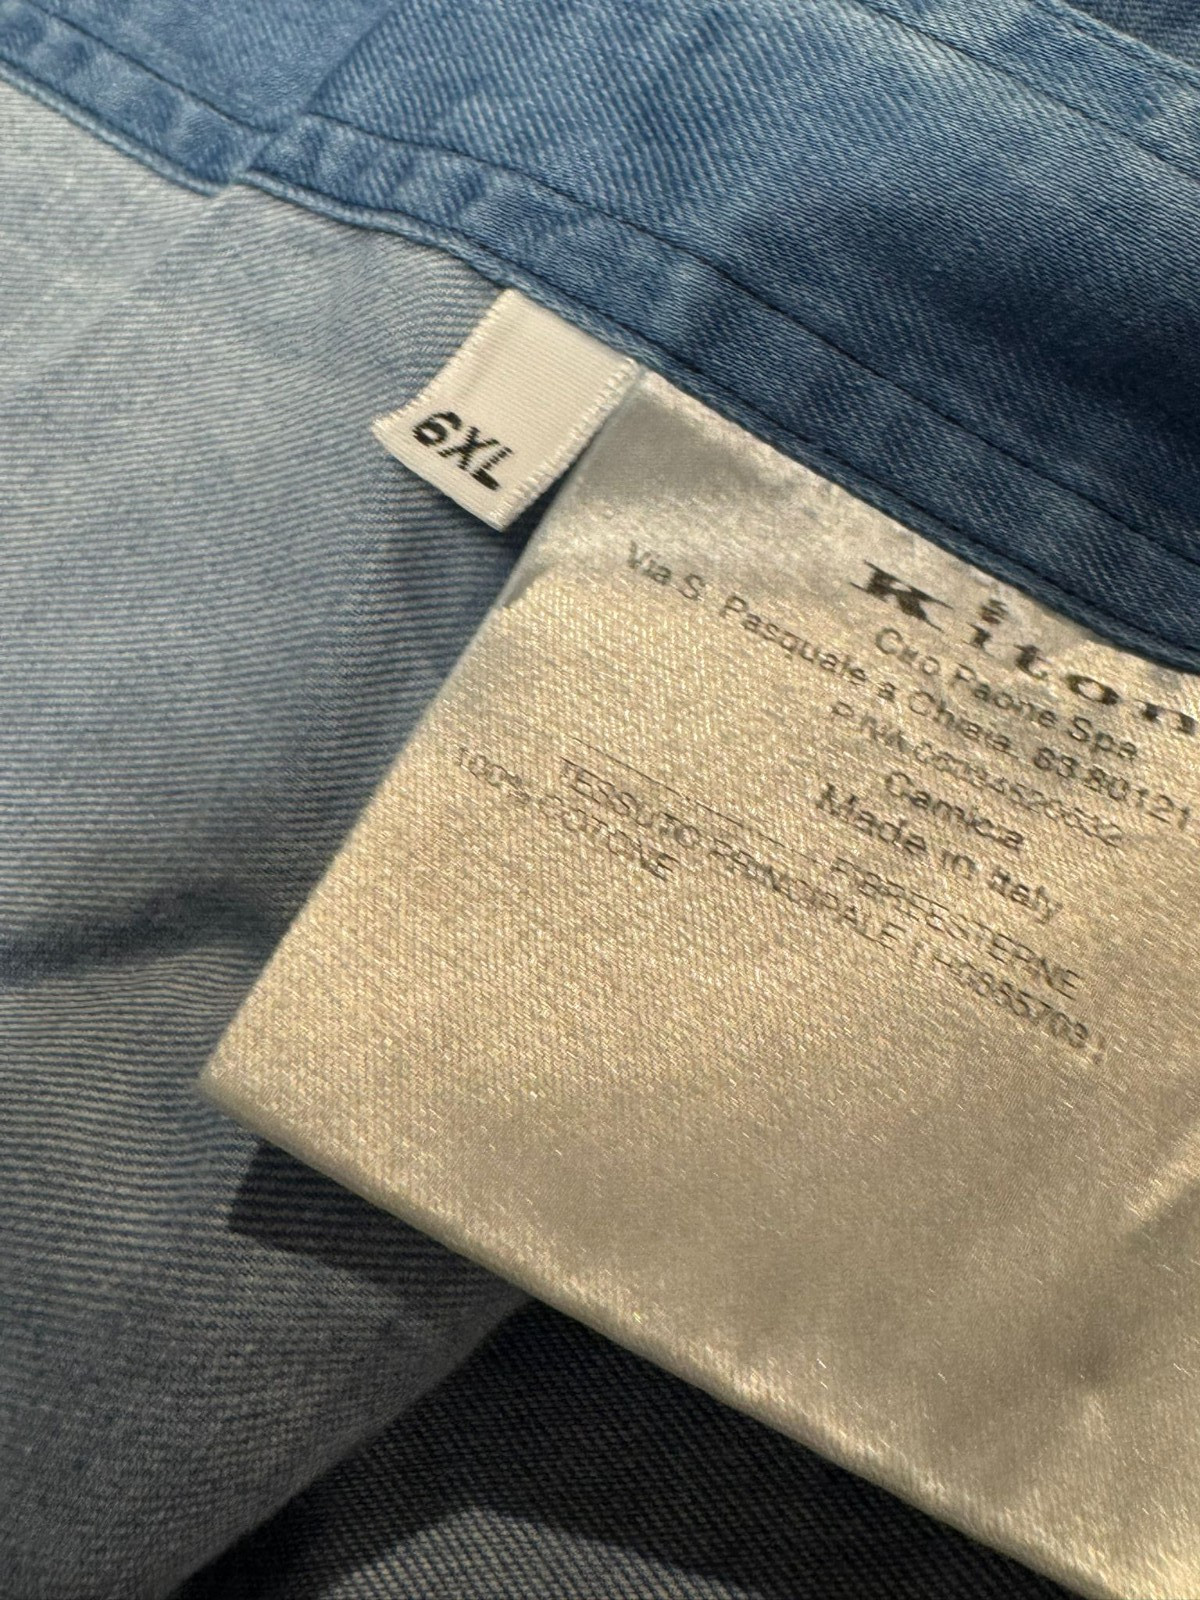 6XL
Kiton
Ciro Paone Spa
Via S. Pasquale a Chiaia, 83 80121
Camicia
Made in Italy
FIBRE ESTERNE
TESSUTO PRINCIPALE
100% COTONE